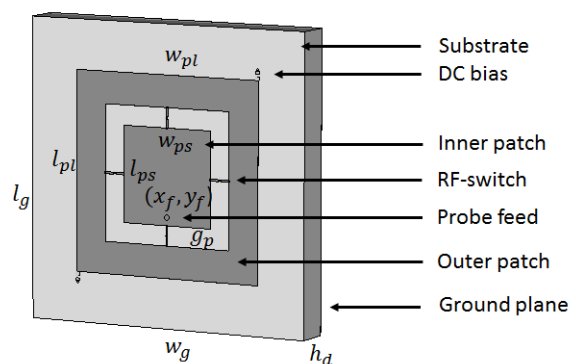 Substrate
w_pl
DC bias
Inner patch
w_ps
l_pl
l_ps
RF-switch
l_g
(x_f, y_f)
Probe feed
g_p
Outer patch
Ground plane
w_g
h_d